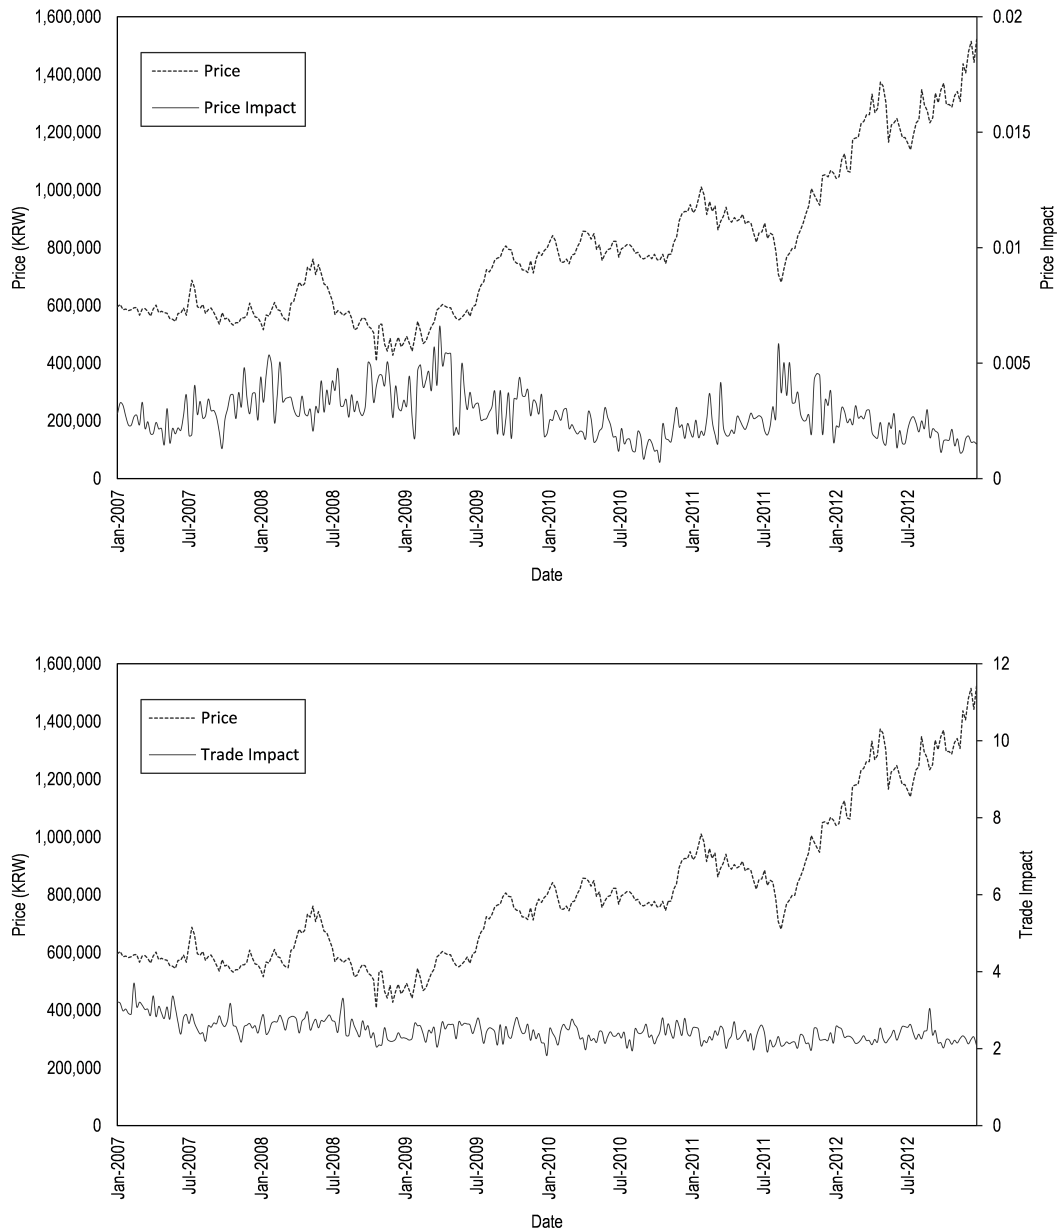 1,600,000
1,400,000
1,200,000
1,000,000
800,000
600,000
400,000
200,000
0
Price (KRW)
Price
Price Impact
0.02
0.015
0.01
0.005
0
Price Impact
Jan-2007
Jul-2007
Jan-2008
Jul-2008
Jan-2009
Jul-2009
Jan-2010
Jul-2010
Jan-2011
Jul-2011
Jan-2012
Jul-2012
Date
1,600,000
1,400,000
1,200,000
1,000,000
800,000
600,000
400,000
200,000
0
Price (KRW)
Price
Trade Impact
12
10
8
6
4
2
0
Trade Impact
Jan-2007
Jul-2007
Jan-2008
Jul-2008
Jan-2009
Jul-2009
Jan-2010
Jul-2010
Jan-2011
Jul-2011
Jan-2012
Jul-2012
Date